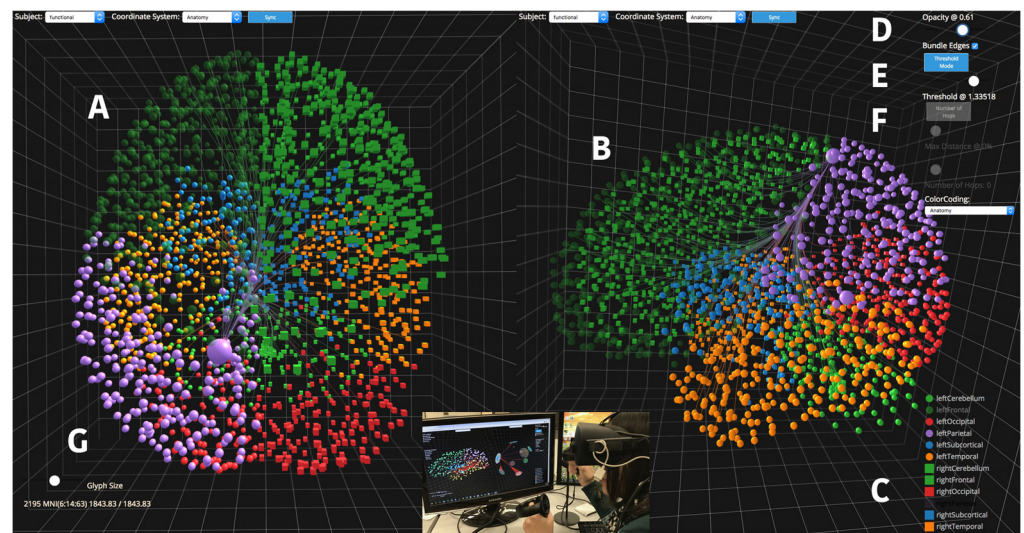 Subject: functional Coordinate System: Anatomy Sync
Subject: functional Coordinate System: Anatomy Sync
A
B
D
Opacity @ 0.61
Bundle Edges
Threshold
Mode
E
Threshold @ 1.33518
Number of
Hops
F
Max Distance @ 0%
Number of Hops: 0
ColorCoding:
Anatomy
G
Glyph Size
2195 MNI(6:14:63) 1843.83 / 1843.83
C
leftCerebellum
leftFrontal
leftOccipital
leftParietal
leftSubcortical
leftTemporal
rightCerebellum
rightFrontal
rightOccipital
rightSubcortical
rightTemporal